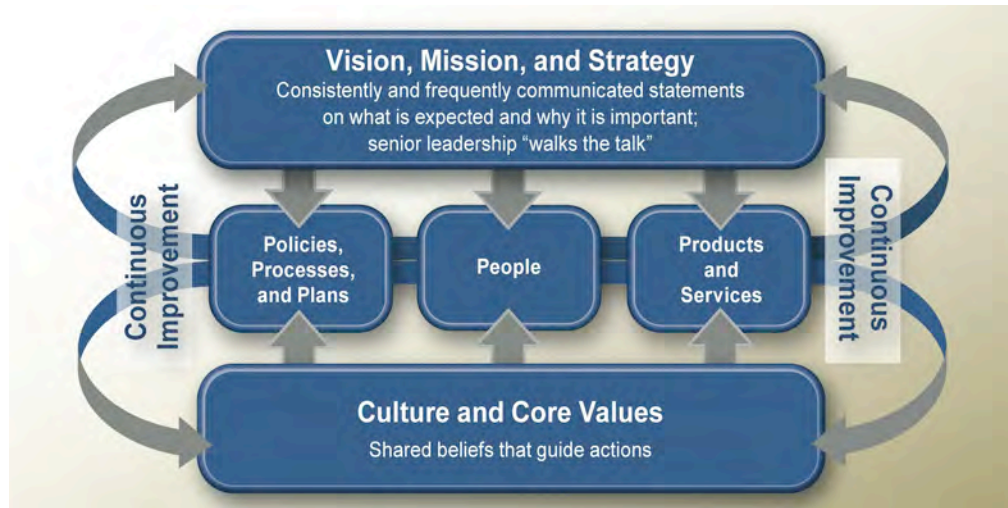 Vision, Mission, and Strategy
Consistently and frequently communicated statements
on what is expected and why it is important;
senior leadership “walks the talk”
Continuous
Improvement
Policies,
Processes,
and Plans
People
Products
and
Services
Continuous
Improvement
Culture and Core Values
Shared beliefs that guide actions